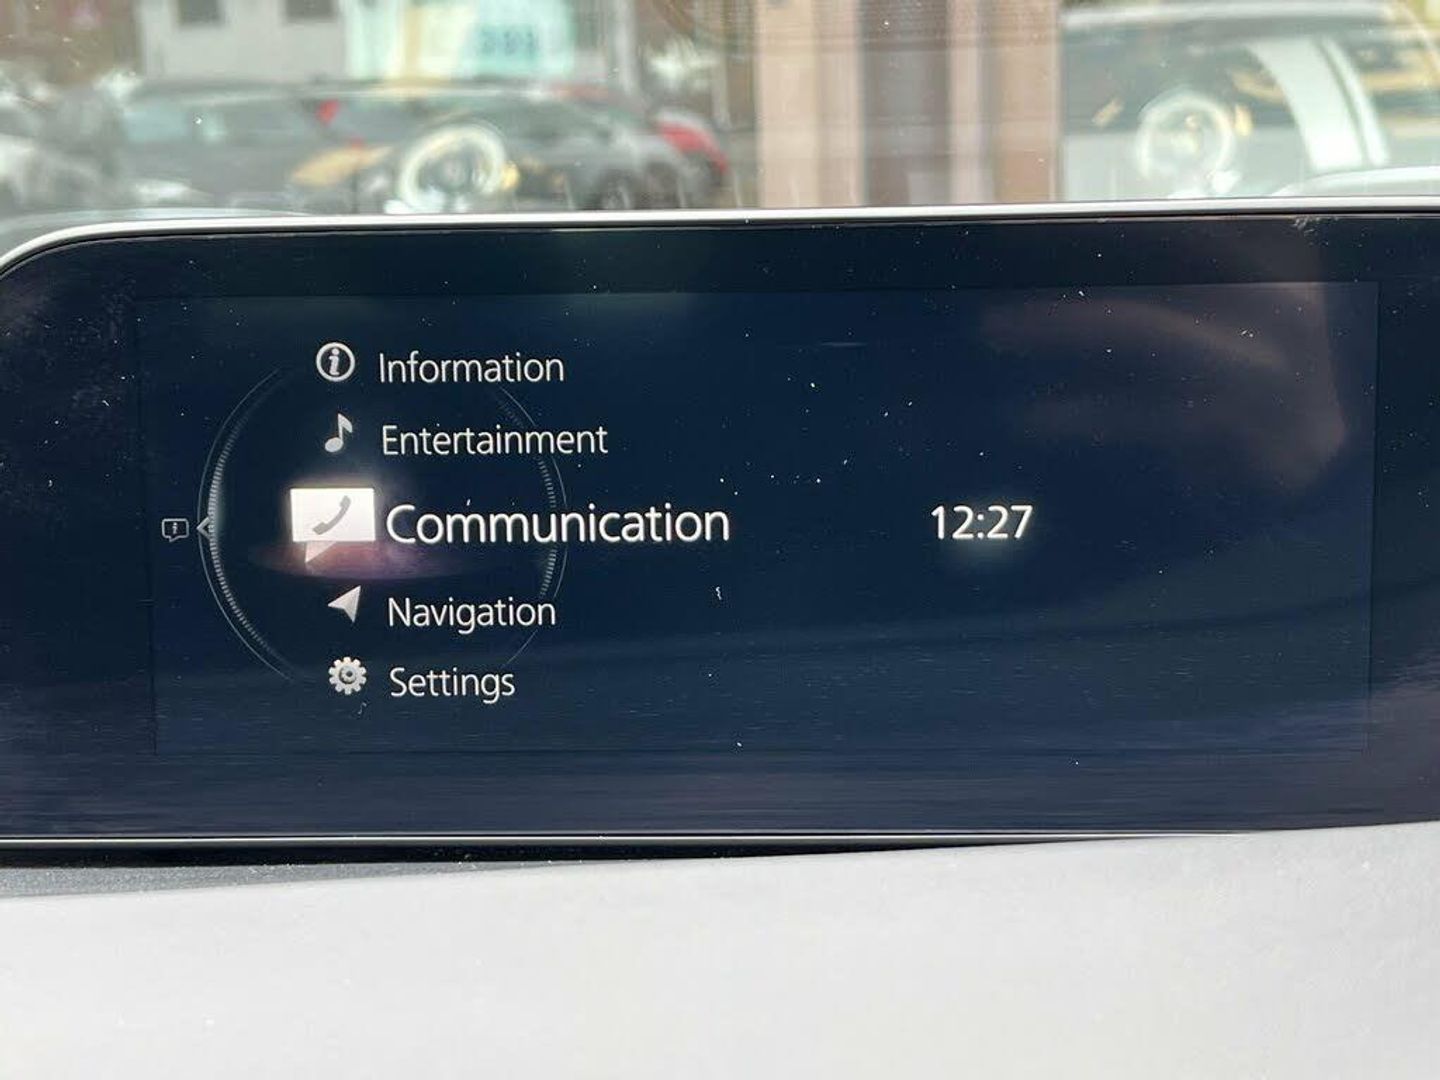 Information
Entertainment
Communication
12:27
Navigation
Settings